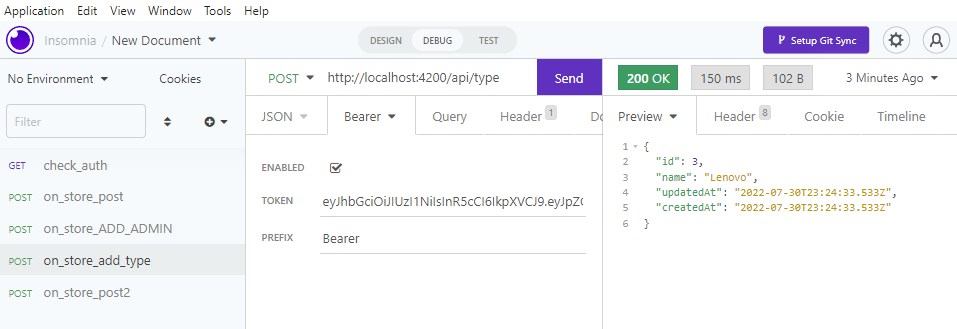 Application Edit View Window Tools Help
Insomnia / New Document DESIGN DEBUG TEST Setup Git Sync
No Environment Cookies POST http://localhost:4200/api/type Send 200 OK 150 ms 102 B 3 Minutes Ago
Filter JSON Bearer Query Header 1 Do Preview Header 8 Cookie Timeline
GET check_auth
POST on_store_post
POST on_store_ADD_ADMIN
POST on_store_add_type
POST on_store_post2
ENABLED
TOKEN eyJhbGciOiJIUzI1NiIsInR5cCI6IkpXVCJ9.eyJpZC
PREFIX Bearer
1 {
2 "id": 3,
3 "name": "Lenovo",
4 "updatedAt": "2022-07-30T23:24:33.533Z",
5 "createdAt": "2022-07-30T23:24:33.533Z"
6 }